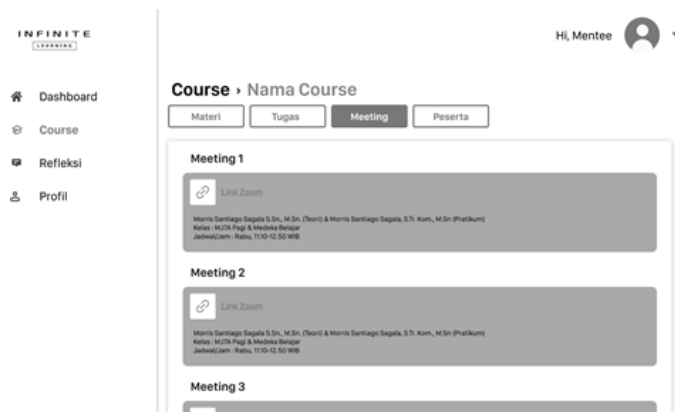 INFINITE
LEARNING
Hi, Mentee
Dashboard
Course
Refleksi
Profil
Course › Nama Course
Materi
Tugas
Meeting
Peserta
Meeting 1
Link Zoom
Morris Santiago Sagala S.Sn., M.Sn. (Teori) & Morris Santiago Sagala, S.Tr. Kom., M.Sn (Pratikum)
Kelas : MJTA Pagi & Medeka Belajar
Jadwal/Jam : Rabu, 11.10-12.50 WIB
Meeting 2
Link Zoom
Morris Santiago Sagala S.Sn., M.Sn. (Teori) & Morris Santiago Sagala, S.Tr. Kom., M.Sn (Pratikum)
Kelas : MJTA Pagi & Medeka Belajar
Jadwal/Jam : Rabu, 11.10-12.50 WIB
Meeting 3